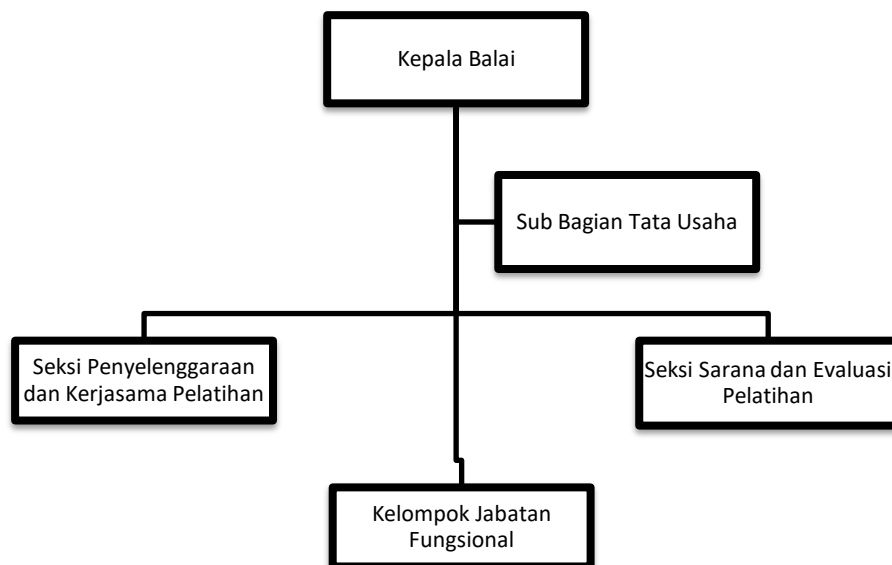 Kepala Balai
Sub Bagian Tata Usaha
Seksi Penyelenggaraan
dan Kerjasama Pelatihan
Seksi Sarana dan Evaluasi
Pelatihan
Kelompok Jabatan
Fungsional